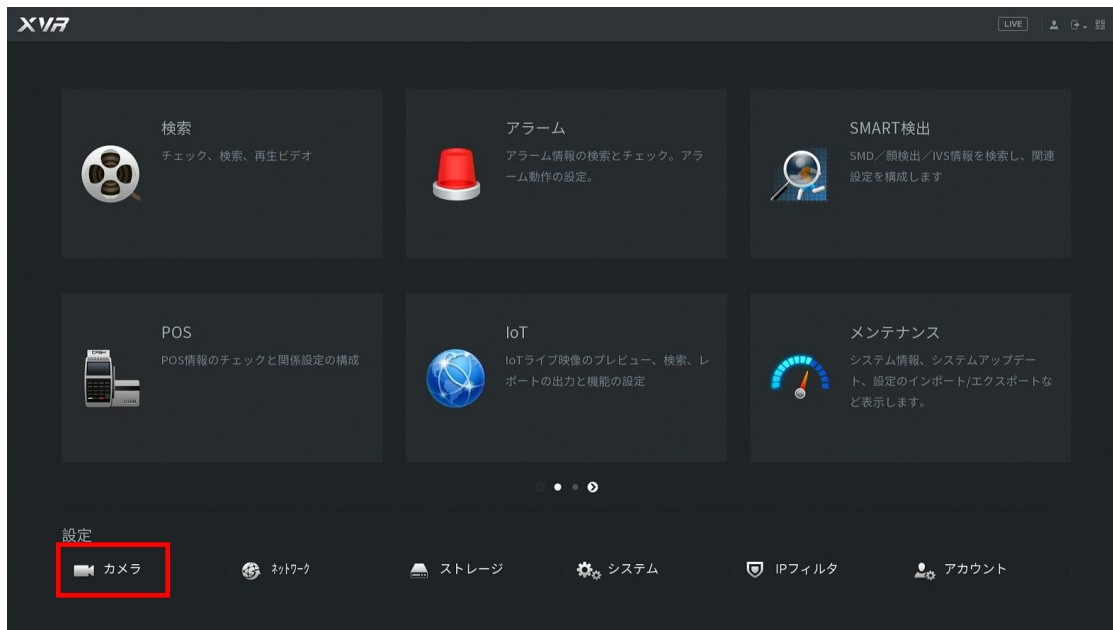 XVR
LIVE
検索
チェック、検索、再生ビデオ
アラーム
アラーム情報の検索とチェック。アラ
ーム動作の設定。
SMART検出
SMD／顔検出／IVS情報を検索し、関連
設定を構成します
POS
POS情報のチェックと関係設定の構成
IoT
IoTライブ映像のプレビュー、検索、レ
ポートの出力と機能の設定
メンテナンス
システム情報、システムアップデー
ト、設定のインポート/エクスポートな
ど表示します。
設定
カメラ
ﾈｯﾄﾜｰｸ
ストレージ
システム
IPフィルタ
アカウント